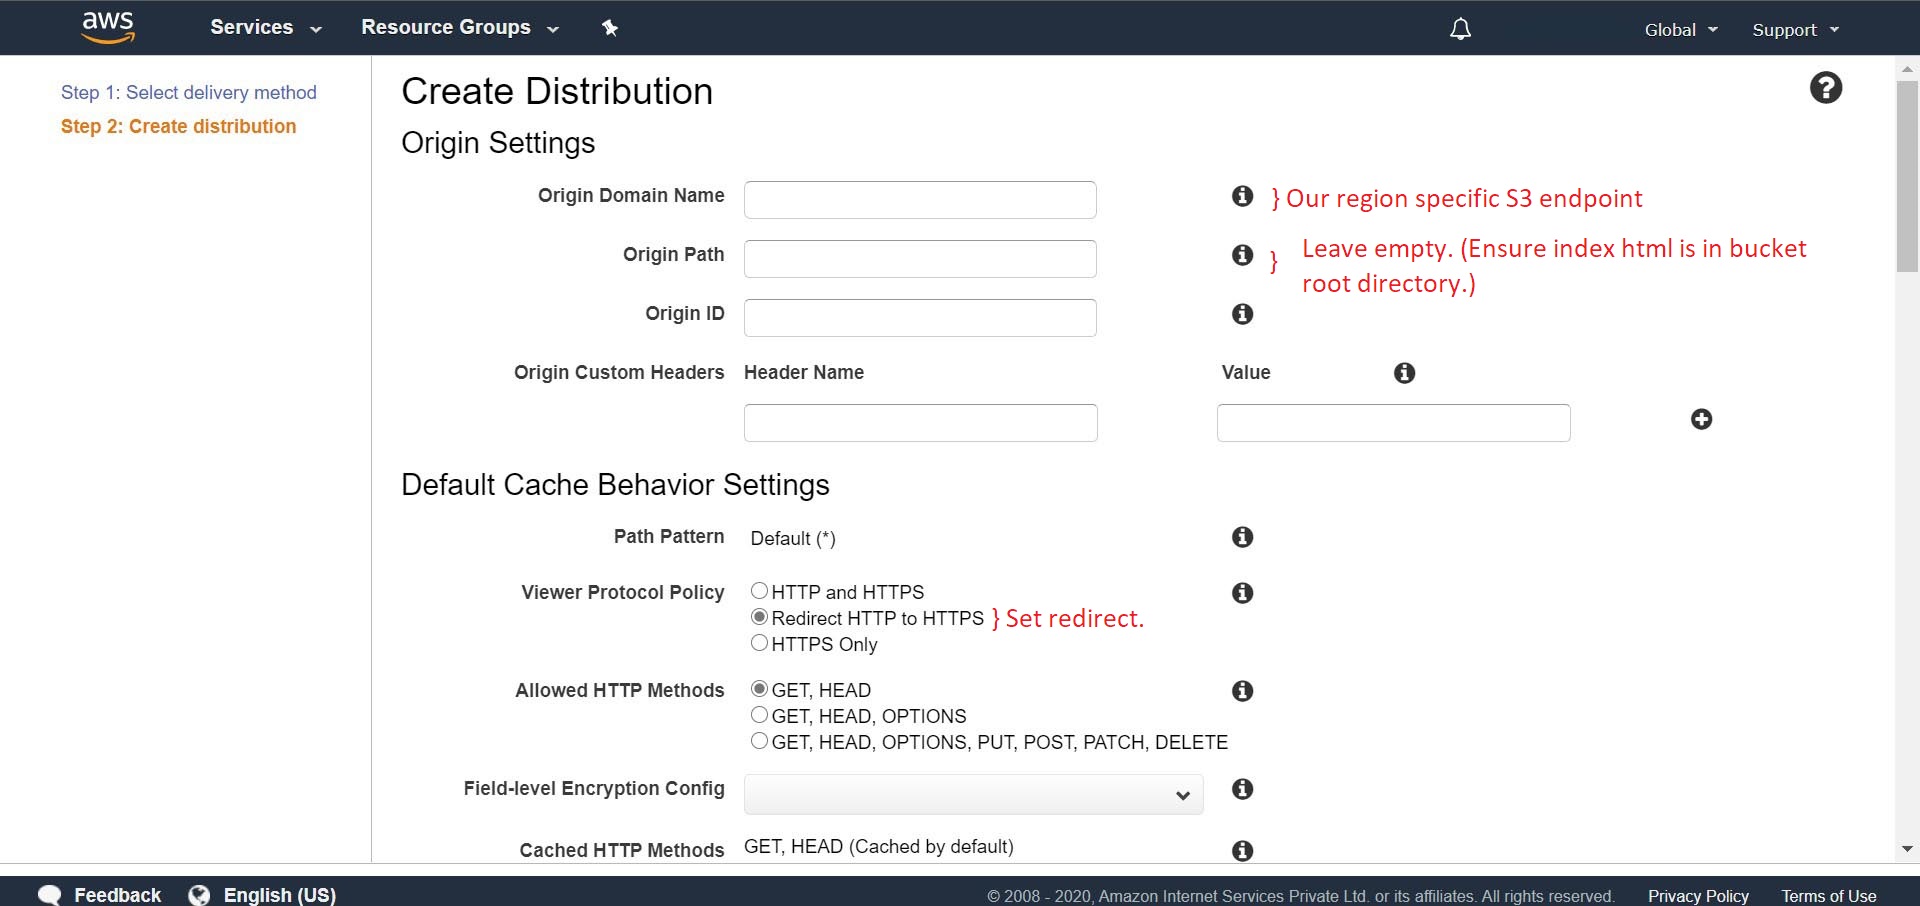 aws Services Resource Groups Global Support
Step 1: Select delivery method
Step 2: Create distribution
Create Distribution
Origin Settings
Origin Domain Name } Our region specific S3 endpoint
Origin Path } Leave empty. (Ensure index html is in bucket
root directory.)
Origin ID
Origin Custom Headers Header Name Value
Default Cache Behavior Settings
Path Pattern Default (*)
Viewer Protocol Policy HTTP and HTTPS
Redirect HTTP to HTTPS } Set redirect.
HTTPS Only
Allowed HTTP Methods GET, HEAD
GET, HEAD, OPTIONS
GET, HEAD, OPTIONS, PUT, POST, PATCH, DELETE
Field-level Encryption Config
Cached HTTP Methods GET, HEAD (Cached by default)
Feedback English (US) © 2008 - 2020, Amazon Internet Services Private Ltd. or its affiliates. All rights reserved. Privacy Policy Terms of Use